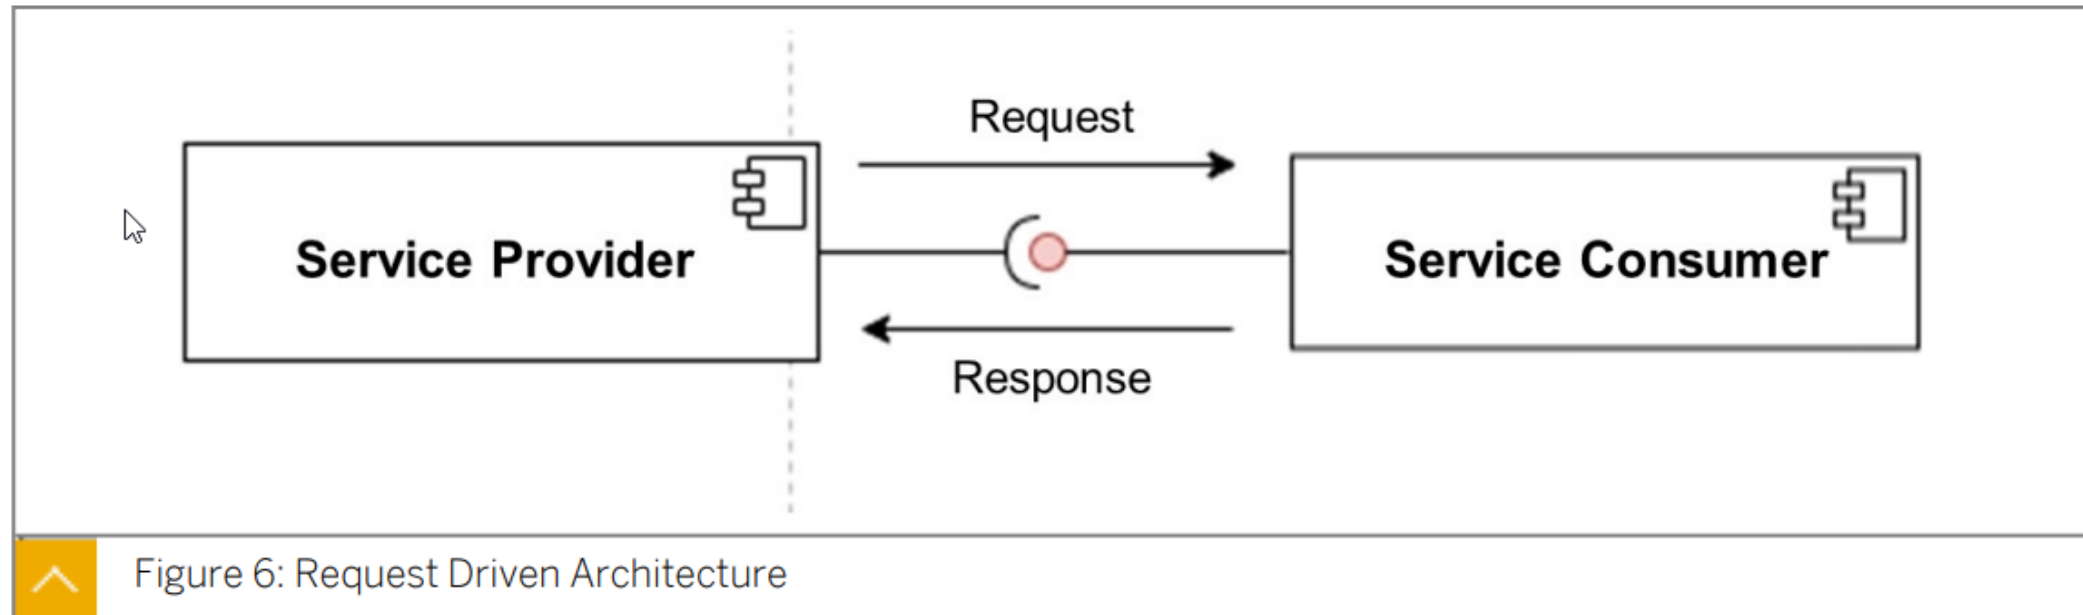 Request
Service Provider
Service Consumer
Response
Figure 6: Request Driven Architecture